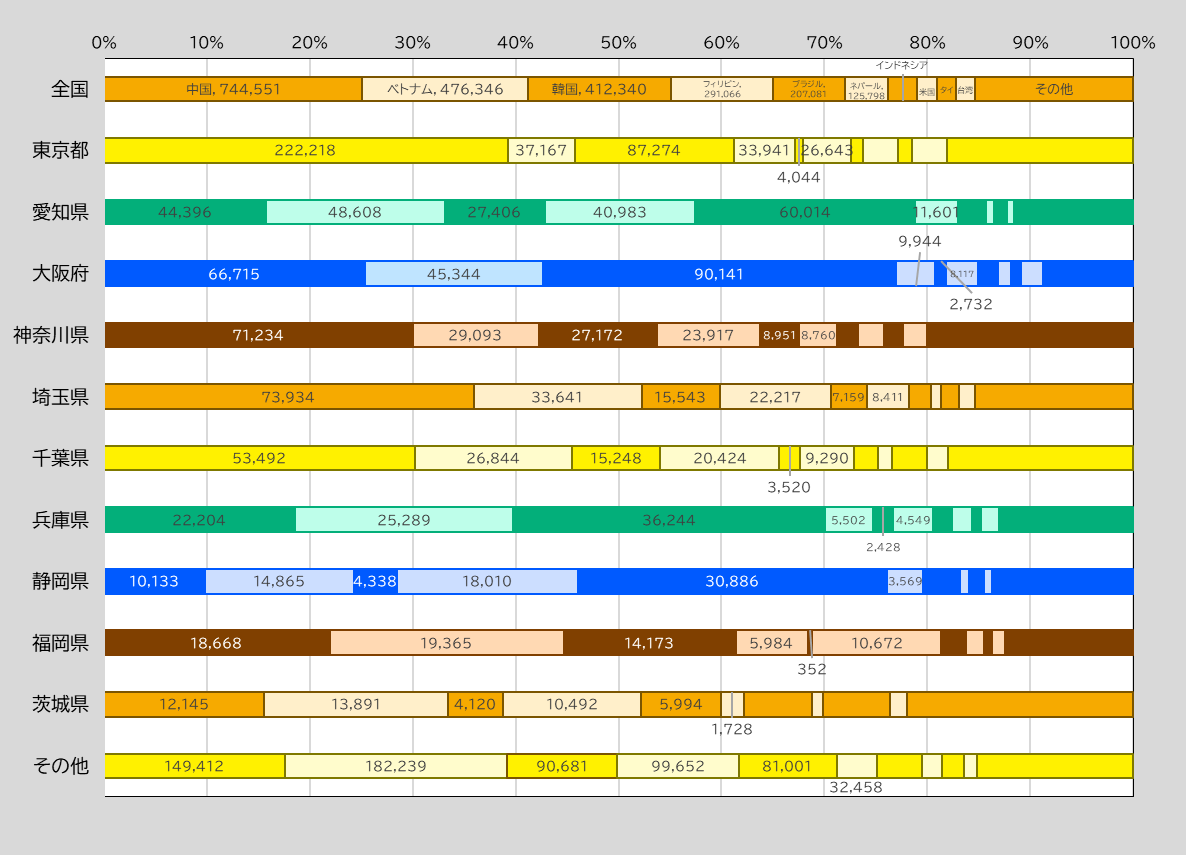 0% 10% 20% 30% 40% 50% 60% 70% 80% 90% 100%
インドネシア
全国 中国, 744,551 ベトナム, 476,346 韓国, 412,340 フィリピン, 291,066 ブラジル, 207,081 ネパール, 125,798 米国 タイ 台湾 その他
東京都 222,218 37,167 87,274 33,941 26,643
4,044
愛知県 44,396 48,608 27,406 40,983 60,014 11,601
9,944
大阪府 66,715 45,344 90,141 8,117
2,732
神奈川県 71,234 29,093 27,172 23,917 8,951 8,760
埼玉県 73,934 33,641 15,543 22,217 7,159 8,411
千葉県 53,492 26,844 15,248 20,424 9,290
3,520
兵庫県 22,204 25,289 36,244 5,502 4,549
2,428
静岡県 10,133 14,865 4,338 18,010 30,886 3,569
福岡県 18,668 19,365 14,173 5,984 10,672
352
茨城県 12,145 13,891 4,120 10,492 5,994
1,728
その他 149,412 182,239 90,681 99,652 81,001
32,458